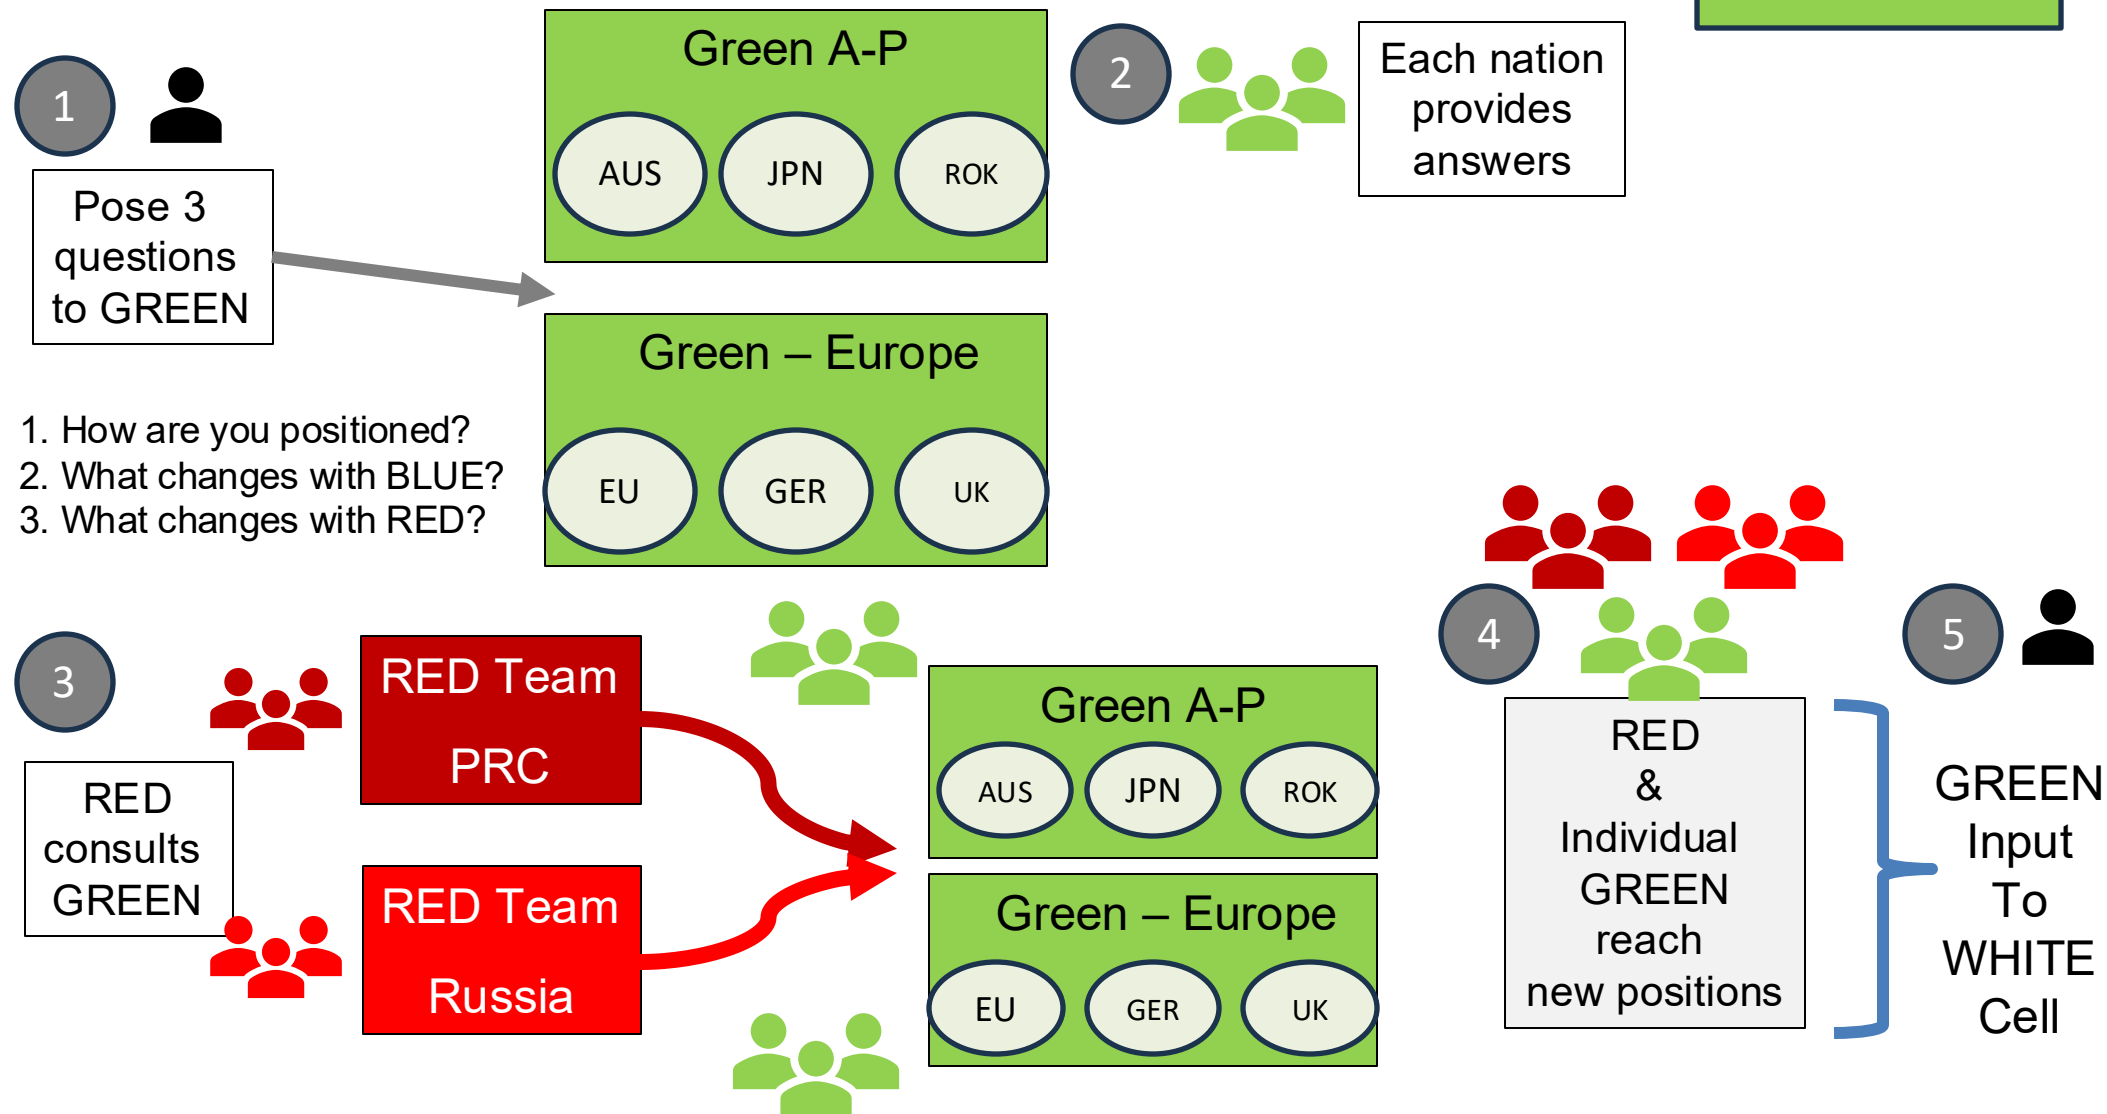 1
Pose 3
questions
to GREEN
Green A-P
AUS
JPN
ROK
2
Each nation
provides
answers
Green – Europe
EU
GER
UK
1. How are you positioned?
2. What changes with BLUE?
3. What changes with RED?
3
RED
consults
GREEN
RED Team
PRC
RED Team
Russia
Green A-P
AUS
JPN
ROK
Green – Europe
EU
GER
UK
4
RED
&
Individual
GREEN
reach
new positions
5
GREEN
Input
To
WHITE
Cell